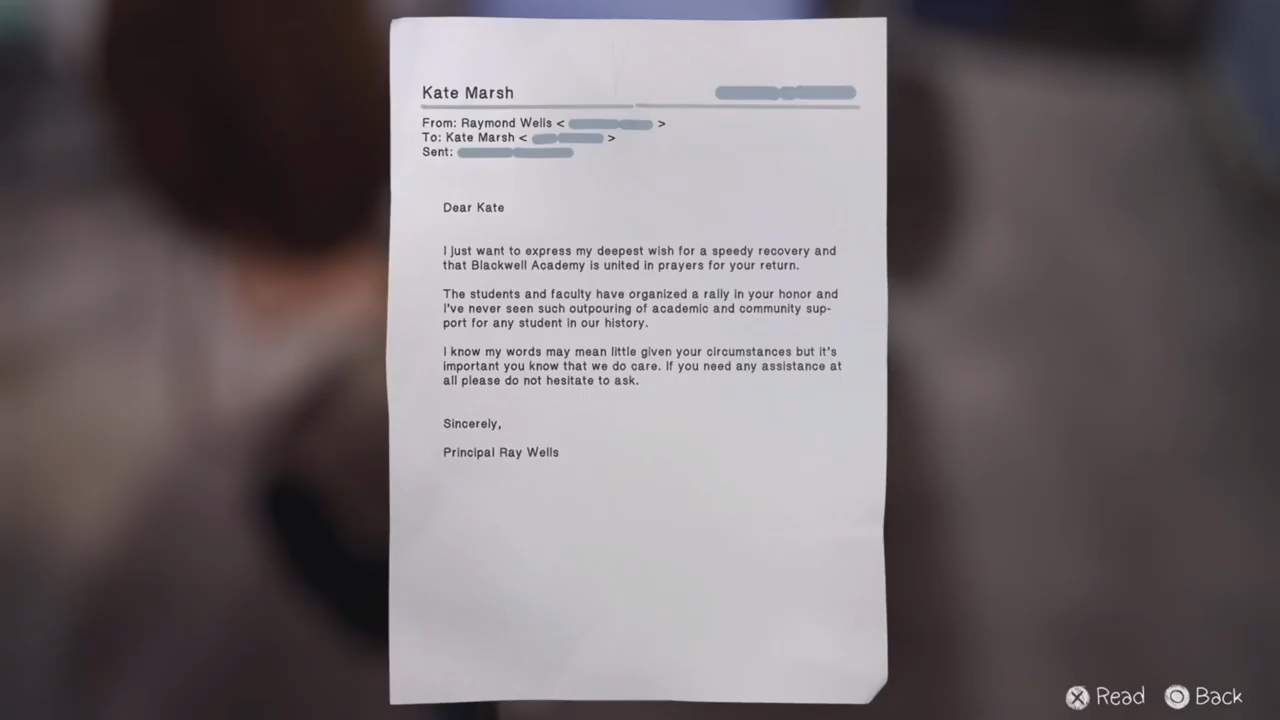 Kate Marsh
From: Raymond Wells < >
To: Kate Marsh < >
Sent:
Dear Kate
I just want to express my deepest wish for a speedy recovery and
that Blackwell Academy is united in prayers for your return.
The students and faculty have organized a rally in your honor and
I've never seen such outpouring of academic and community sup-
port for any student in our history.
I know my words may mean little given your circumstances but it's
important you know that we do care. If you need any assistance at
all please do not hesitate to ask.
Sincerely,
Principal Ray Wells
Read Back